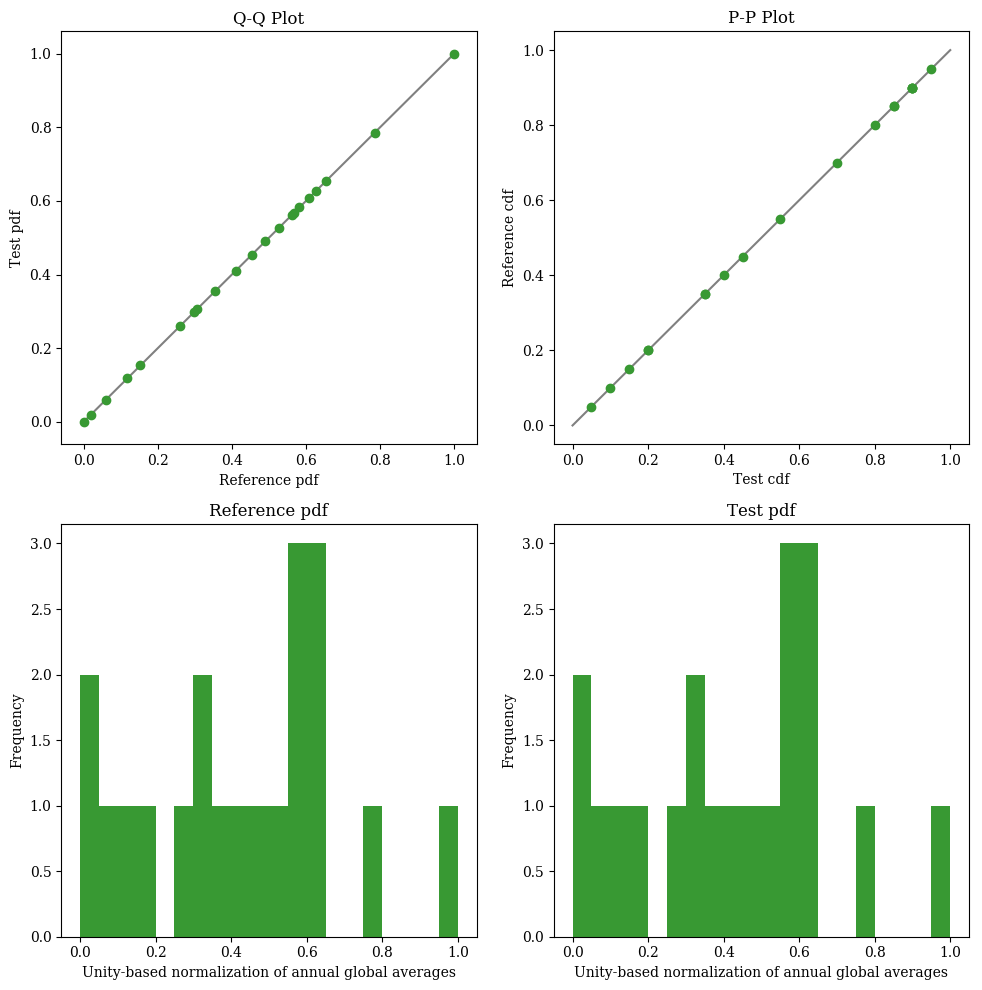 Q-Q Plot
1.0
0.8
0.6
0.4
0.2
0.0
Test pdf
0.0 0.2 0.4 0.6 0.8 1.0
Reference pdf
P-P Plot
1.0
0.8
0.6
0.4
0.2
0.0
Reference cdf
0.0 0.2 0.4 0.6 0.8 1.0
Test cdf
Reference pdf
3.0
2.5
2.0
1.5
1.0
0.5
0.0
Frequency
0.0 0.2 0.4 0.6 0.8 1.0
Unity-based normalization of annual global averages
Test pdf
3.0
2.5
2.0
1.5
1.0
0.5
0.0
Frequency
0.0 0.2 0.4 0.6 0.8 1.0
Unity-based normalization of annual global averages